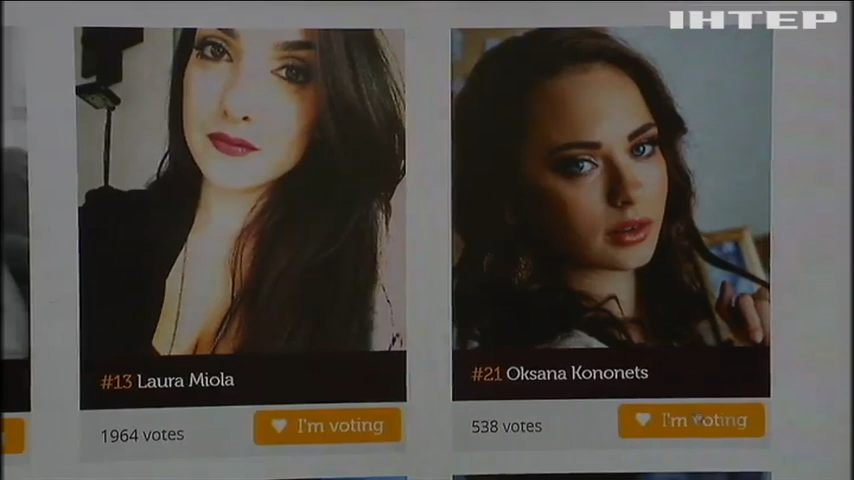 ІНТЕР
#13 Laura Miola
#21 Oksana Kononets
1964 votes
I'm voting
538 votes
I'm voting